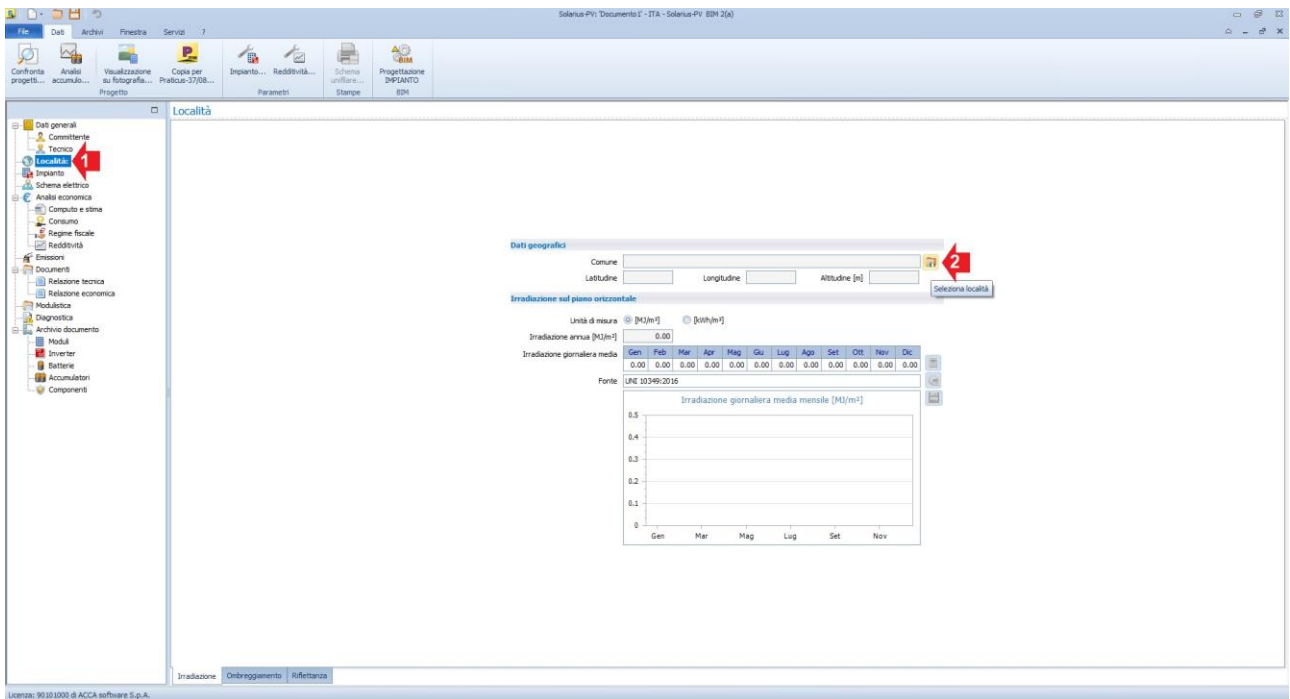 Solarius-PV: 'Documento1' - ITA - Solarius-PV BIM 2(a)
File Dati Archivi Finestra Servizi ?
Confronta progetti... Analisi accumulo... Visualizzazione su fotografia... Copia per Praticus-37/08... Impianto... Redditività... Schema unifilare... Progettazione IMPIANTO
Progetto Parametri Stampe BIM
Località
Dati generali
Committente
Tecnico
Località: 1
Impianto
Schema elettrico
Analisi economica
Computo e stima
Consumo
Regime fiscale
Redditività
Emissioni
Documenti
Relazione tecnica
Relazione economica
Modulistica
Diagnostica
Archivio documento
Moduli
Inverter
Batterie
Accumulatori
Componenti
Dati geografici
Comune 2
Latitudine Longitudine Altitudine [m]
Seleziona località
Irradiazione sul piano orizzontale
Unità di misura [MJ/m²] [kWh/m²]
Irradiazione annua [MJ/m²] 0.00
Irradiazione giornaliera media Gen Feb Mar Apr Mag Giu Lug Ago Set Ott Nov Dic
0.00 0.00 0.00 0.00 0.00 0.00 0.00 0.00 0.00 0.00 0.00 0.00
Fonte UNI 10349:2016
Irradiazione giornaliera media mensile [MJ/m²]
0.5
0.4
0.3
0.2
0.1
0
Gen Mar Mag Lug Set Nov
Irradiazione Ombreggiamento Riflettanza
Licenza: 90101000 di ACCA software S.p.A.